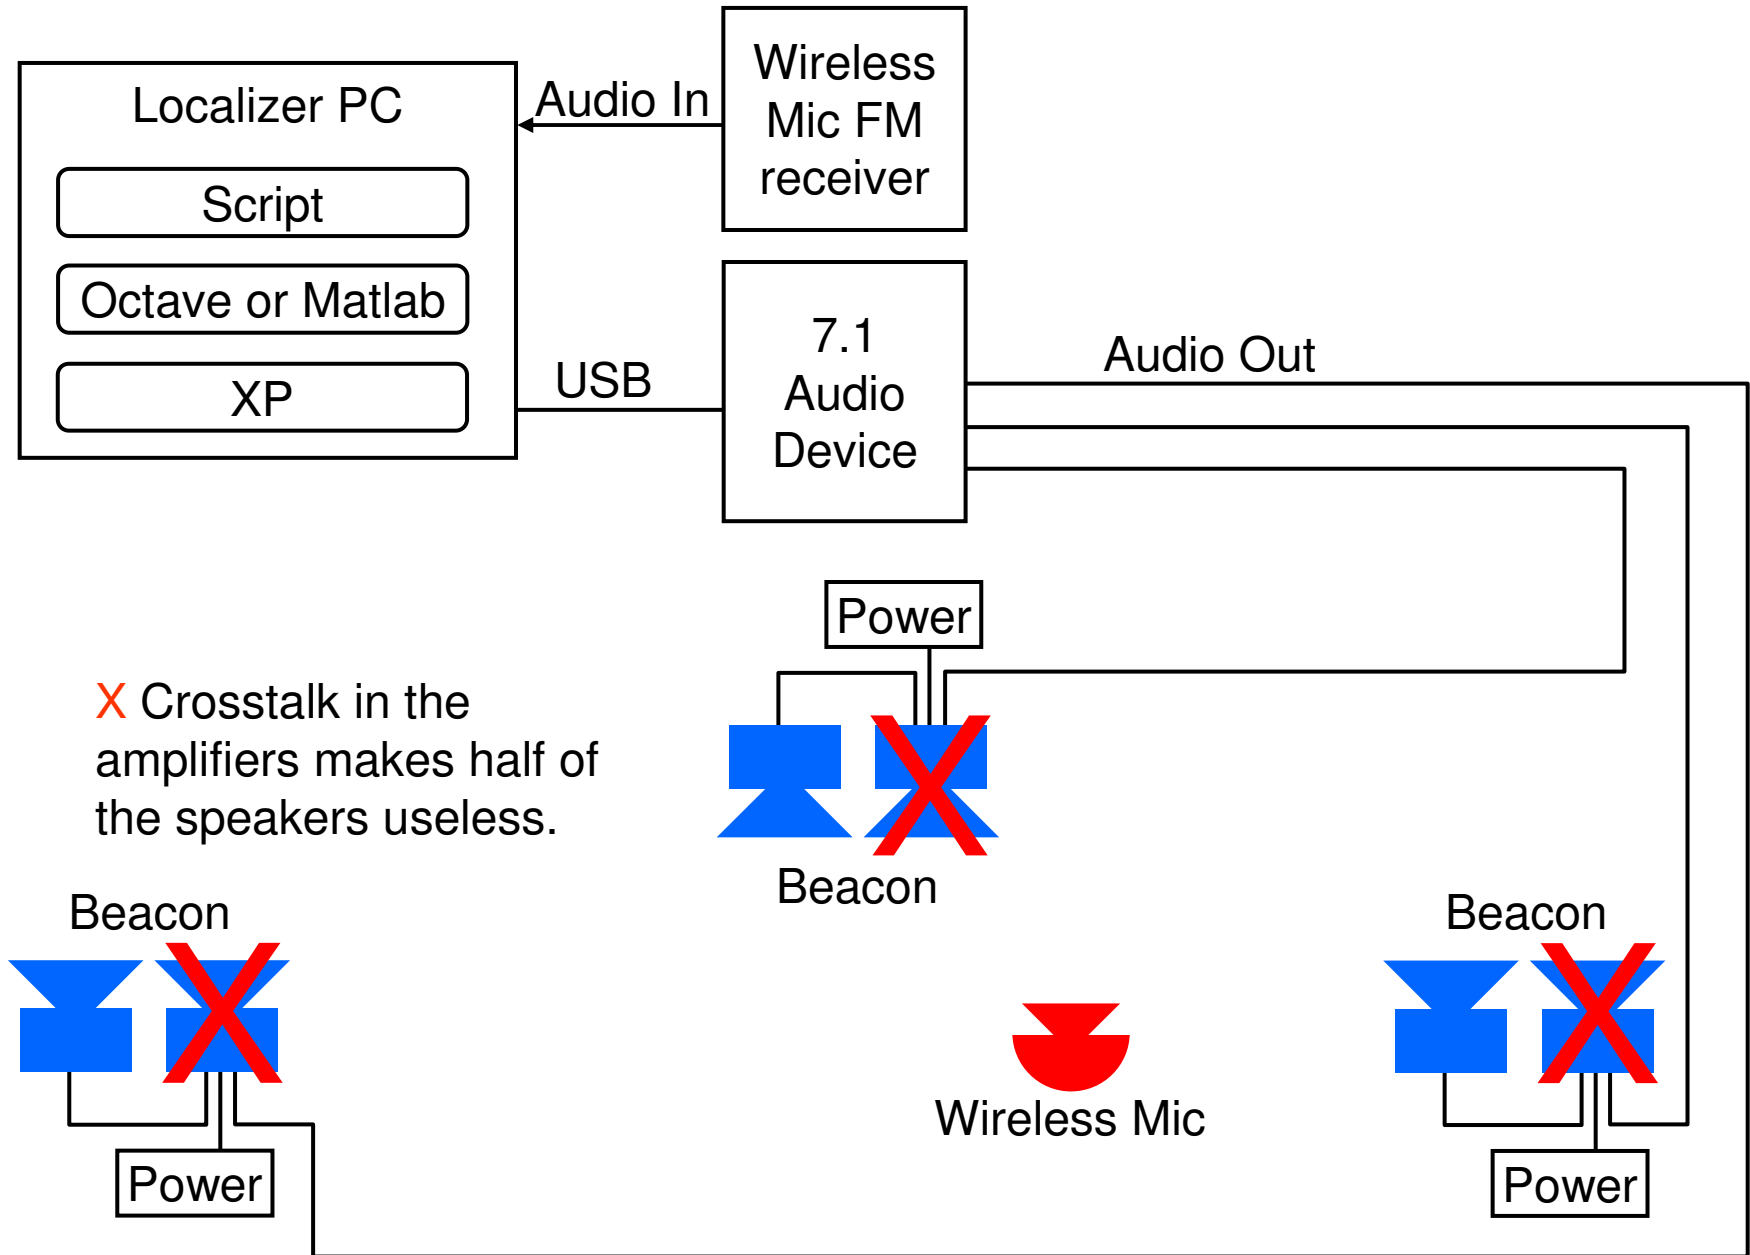 Localizer PC
Script
Octave or Matlab
XP
Audio In
Wireless
Mic FM
receiver
USB
7.1
Audio
Device
Audio Out
Power
X Crosstalk in the
amplifiers makes half of
the speakers useless.
Beacon
Beacon
Power
Wireless Mic
Beacon
Power